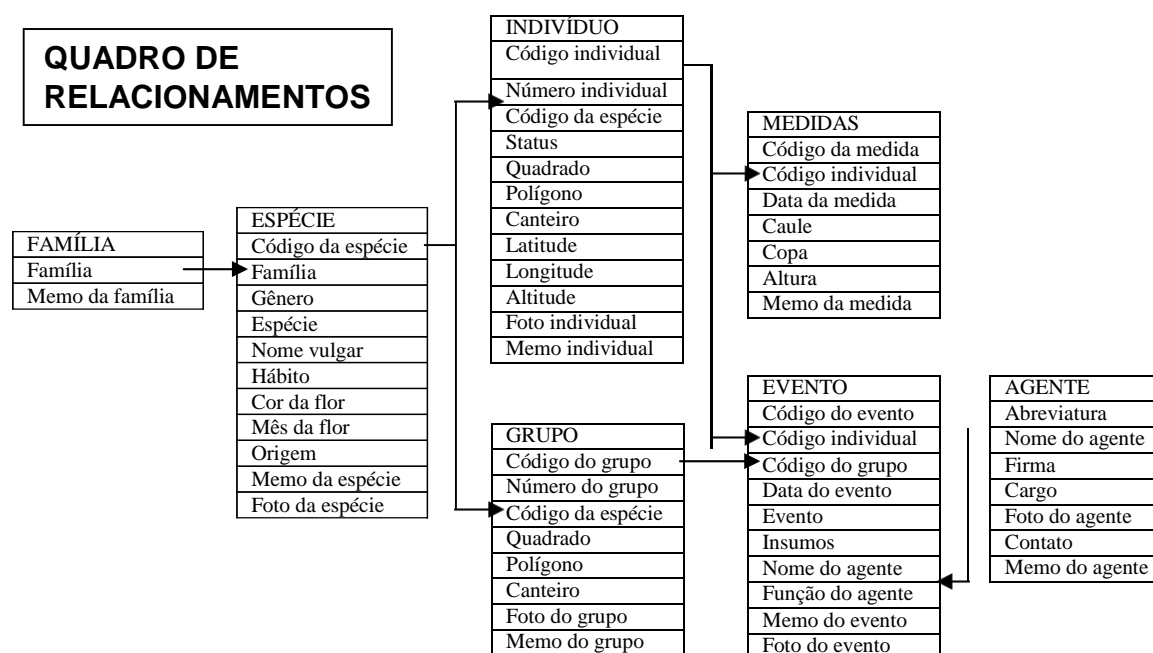 QUADRO DE
RELACIONAMENTOS
FAMÍLIA
Família
Memo da família
ESPÉCIE
Código da espécie
Família
Gênero
Espécie
Nome vulgar
Hábito
Cor da flor
Mês da flor
Origem
Memo da espécie
Foto da espécie
INDIVÍDUO
Código individual
Número individual
Código da espécie
Status
Quadrado
Polígono
Canteiro
Latitude
Longitude
Altitude
Foto individual
Memo individual
GRUPO
Código do grupo
Número do grupo
Código da espécie
Quadrado
Polígono
Canteiro
Foto do grupo
Memo do grupo
MEDIDAS
Código da medida
Código individual
Data da medida
Caule
Copa
Altura
Memo da medida
EVENTO
Código do evento
Código individual
Código do grupo
Data do evento
Evento
Insumos
Nome do agente
Função do agente
Memo do evento
Foto do evento
AGENTE
Abreviatura
Nome do agente
Firma
Cargo
Foto do agente
Contato
Memo do agente